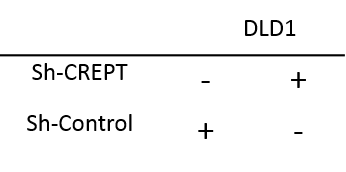 DLD1
Sh-CREPT - +
Sh-Control + -